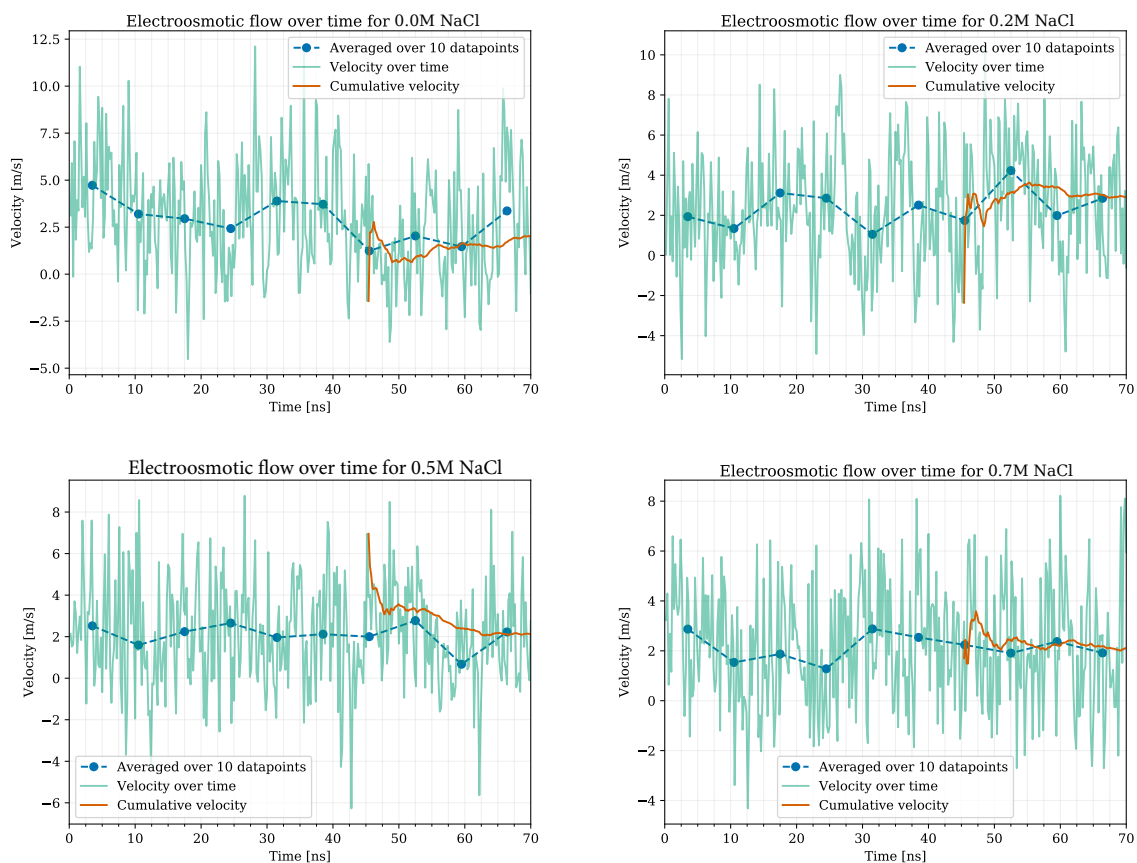 Electroosmotic flow over time for 0.0M NaCl
12.5
10.0
7.5
5.0
2.5
0.0
−2.5
−5.0
Velocity [m/s]
Averaged over 10 datapoints
Velocity over time
Cumulative velocity
0 10 20 30 40 50 60 70
Time [ns]
Electroosmotic flow over time for 0.2M NaCl
10
8
6
4
2
0
−2
−4
Velocity [m/s]
Averaged over 10 datapoints
Velocity over time
Cumulative velocity
0 10 20 30 40 50 60 70
Time [ns]
Electroosmotic flow over time for 0.5M NaCl
8
6
4
2
0
−2
−4
−6
Velocity [m/s]
Averaged over 10 datapoints
Velocity over time
Cumulative velocity
0 10 20 30 40 50 60 70
Time [ns]
Electroosmotic flow over time for 0.7M NaCl
8
6
4
2
0
−2
−4
Velocity [m/s]
Averaged over 10 datapoints
Velocity over time
Cumulative velocity
0 10 20 30 40 50 60 70
Time [ns]